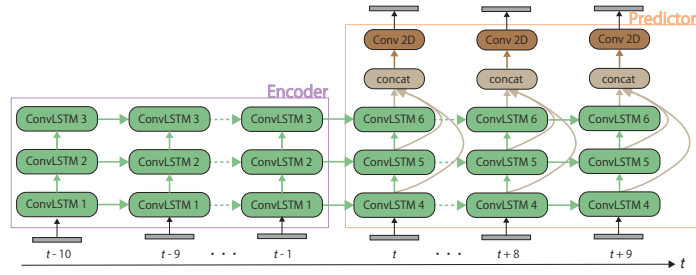 Predictor
Conv 2D Conv 2D Conv 2D
concat concat concat
Encoder
ConvLSTM 3 ConvLSTM 3 ConvLSTM 3 ConvLSTM 6 ConvLSTM 6 ConvLSTM 6
ConvLSTM 2 ConvLSTM 2 ConvLSTM 2 ConvLSTM 5 ConvLSTM 5 ConvLSTM 5
ConvLSTM 1 ConvLSTM 1 ConvLSTM 1 ConvLSTM 4 ConvLSTM 4 ConvLSTM 4
t - 10 t - 9 · · · t - 1 t · · · t + 8 t + 9
t